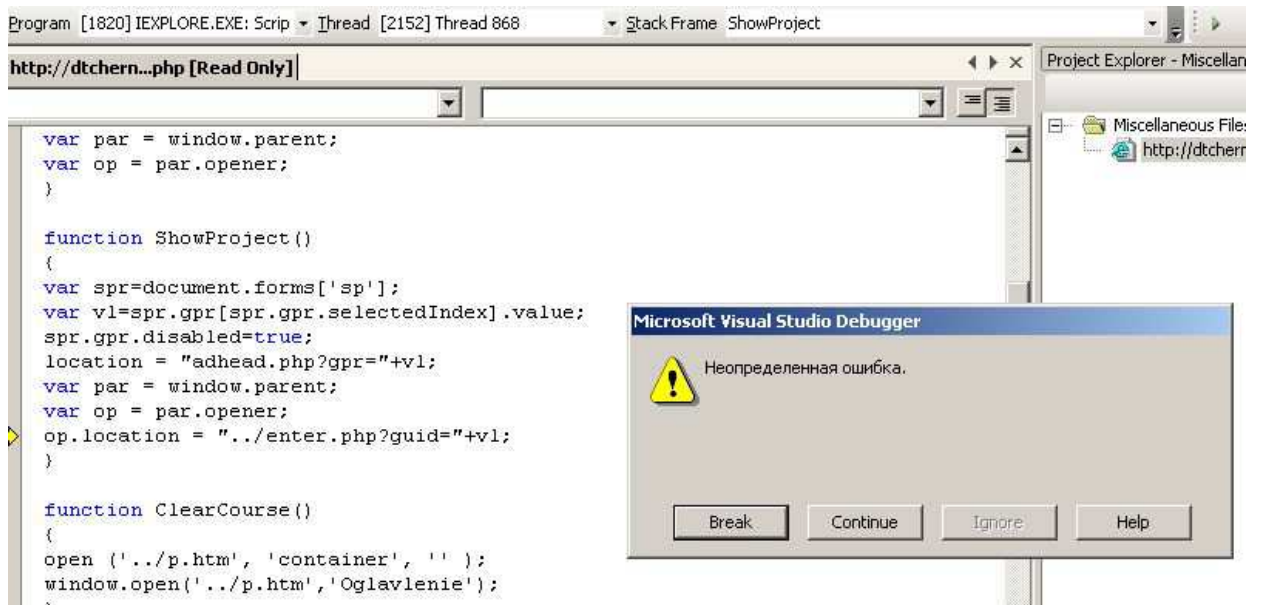 Program [1820] IEXPLORE.EXE: Scrip Thread [2152] Thread 868 Stack Frame ShowProject
http://dtchern...php [Read Only]
Project Explorer - Miscellan
Miscellaneous Files
http://dtchern
var par = window.parent;
var op = par.opener;
}
function ShowProject()
{
var spr=document.forms['sp'];
var vl=spr.gpr[spr.gpr.selectedIndex].value;
spr.gpr.disabled=true;
location = "adhead.php?gpr="+vl;
var par = window.parent;
var op = par.opener;
op.location = "../enter.php?guid="+vl;
}
function ClearCourse()
{
open ('../p.htm', 'container', '' );
window.open('../p.htm','Oglavlenie');
Microsoft Visual Studio Debugger
Неопределенная ошибка.
Break Continue Ignore Help